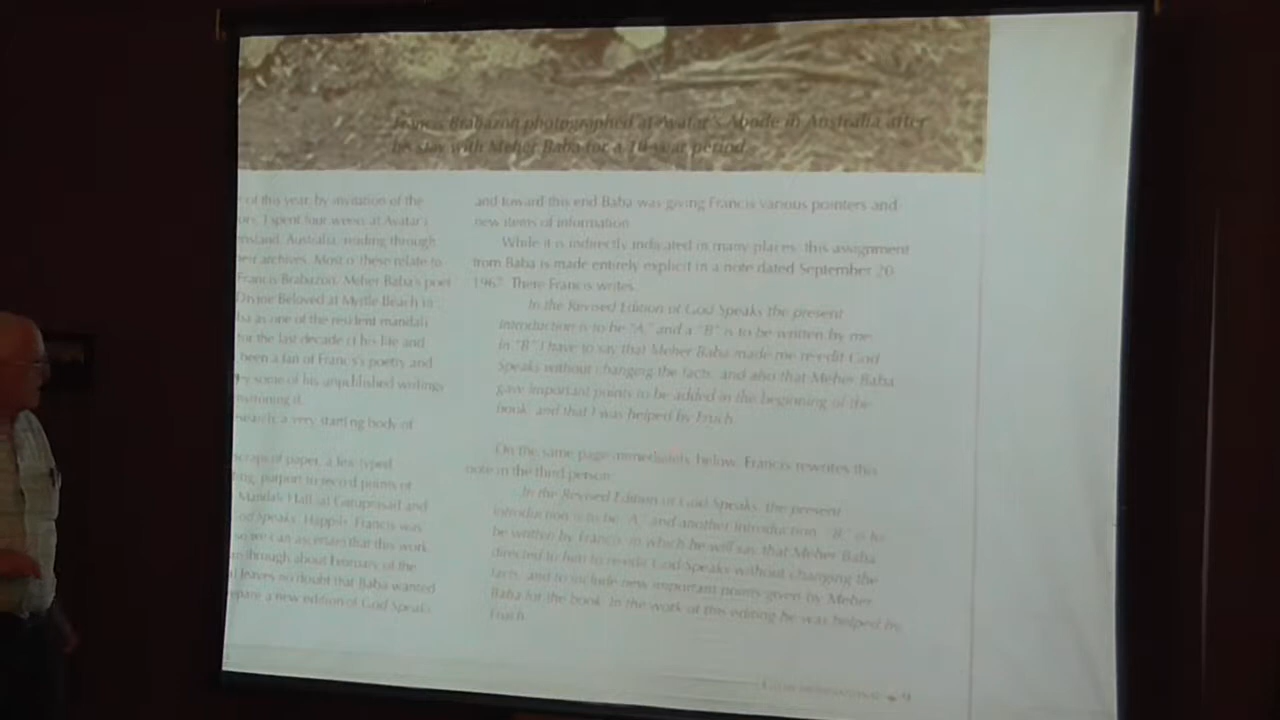 Francis Brabazon photographed at Avatar's Abode in Australia after
his stay with Meher Baba for a 10-year period.
of this year, by invitation of the
I spent four weeks at Avatar's
Australia, reading through
archives. Most of these relate to
Francis Brabazon, Meher Baba's poet
Divine Beloved at Myrtle Beach in
as one of the resident mandali
for the last decade of his life and
been a fan of Francis's poetry and
some of his unpublished writings
a very startling body of
scraps of paper, a few typed
purport to record points of
Mandali Hall at Guruprasad and
God Speaks. Happily, Francis was
so we can ascertain that this work
through about February of the
leaves no doubt that Baba wanted
prepare a new edition of God Speaks
and toward this end Baba was giving Francis various pointers and
new items of information.
While it is indirectly indicated in many places, this assignment
from Baba is made entirely explicit in a note dated September 20
There Francis writes
In the Revised Edition of God Speaks the present
introduction is to be "A," and a "B" is to be written by me.
In "B" I have to say that Meher Baba made me re-edit God
Speaks without changing the facts, and also that Meher Baba
gave important points to be added in the beginning of the
book, and that I was helped by Eruch.
On the same page immediately below, Francis rewrites this
note in the third person:
In the Revised Edition of God Speaks, the present
introduction is to be "A," and another Introduction, "B," is to
be written by Francis, in which he will say that Meher Baba
directed to him to re-edit God Speaks without changing the
facts, and to include new important points given by Meher
Baba for the book. In the work of this editing he was helped by
Eruch.